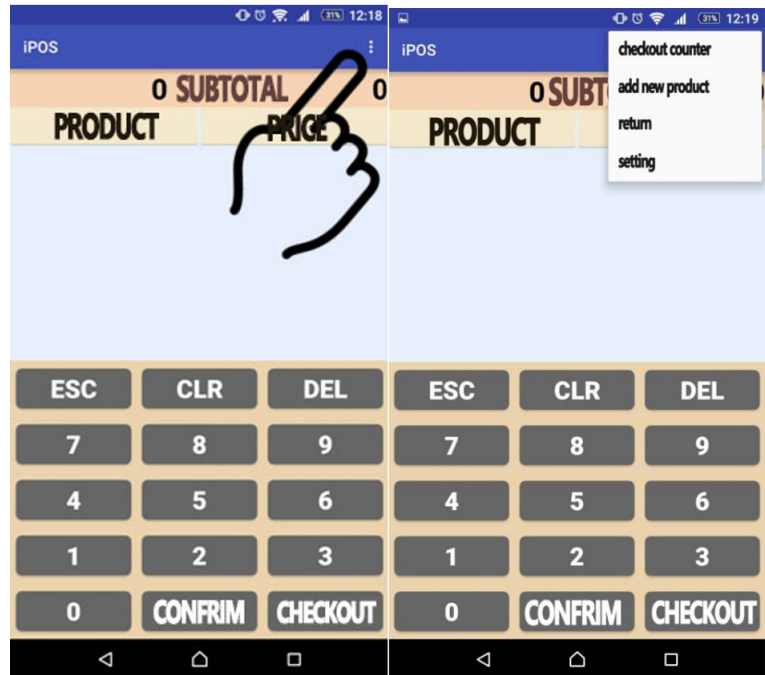 31% 12:18
iPOS
0 SUBTOTAL 0
PRODUCT PRICE
ESC CLR DEL
7 8 9
4 5 6
1 2 3
0 CONFRIM CHECKOUT
31% 12:19
iPOS
checkout counter
add new product
return
setting
0 SUBT
PRODUCT
ESC CLR DEL
7 8 9
4 5 6
1 2 3
0 CONFRIM CHECKOUT